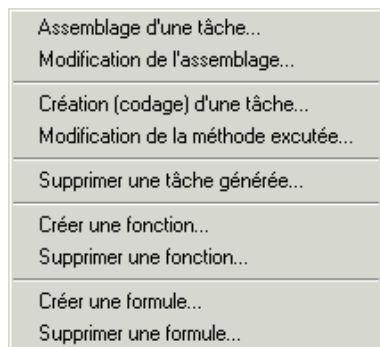 Assemblage d'une tâche...
Modification de l'assemblage...
Création (codage) d'une tâche...
Modification de la méthode excutée...
Supprimer une tâche générée...
Créer une fonction...
Supprimer une fonction...
Créer une formule...
Supprimer une formule...